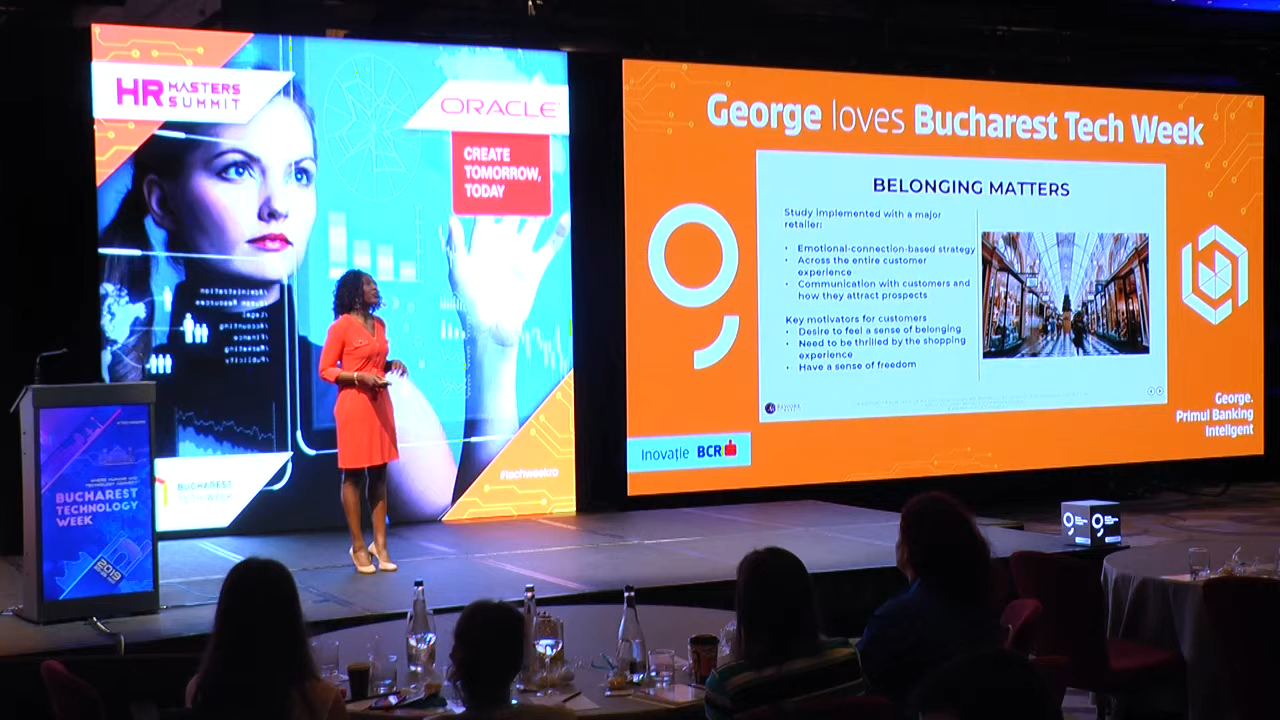 HR MASTERS
SUMMIT
ORACLE
CREATE
TOMORROW,
TODAY
#techweekro
BUCHAREST
TECH WEEK
BUCHAREST
TECHNOLOGY
WEEK
2019
George loves Bucharest Tech Week
BELONGING MATTERS
Study implemented with a major
retailer:
• Emotional-connection-based strategy
• Across the entire customer
experience
• Communication with customers and
how they attract prospects
Key motivators for customers
• Desire to feel a sense of belonging
• Need to be thrilled by the shopping
experience
• Have a sense of freedom
George.
Primul Banking
Inteligent
Inovație BCR